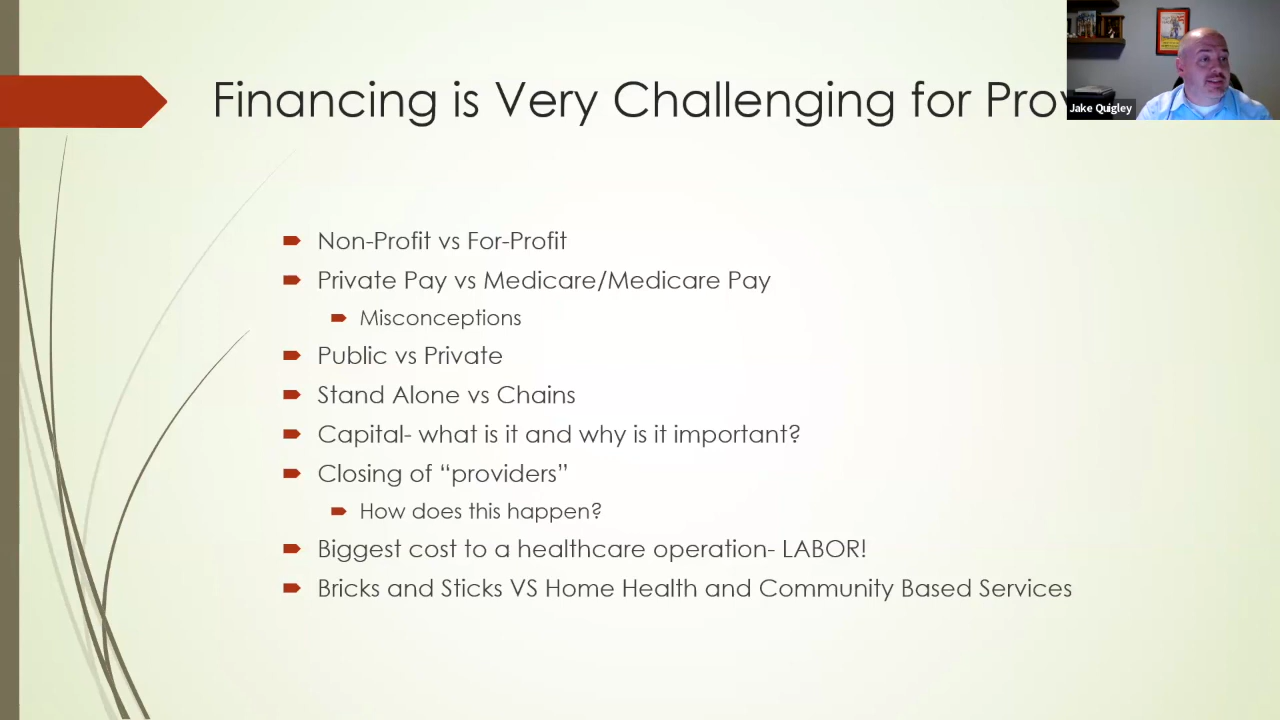 Financing is Very Challenging for
Jake Quigley
Non-Profit vs For-Profit
Private Pay vs Medicare/Medicare Pay
Misconceptions
Public vs Private
Stand Alone vs Chains
Capital- what is it and why is it important?
Closing of “providers”
How does this happen?
Biggest cost to a healthcare operation- LABOR!
Bricks and Sticks VS Home Health and Community Based Services